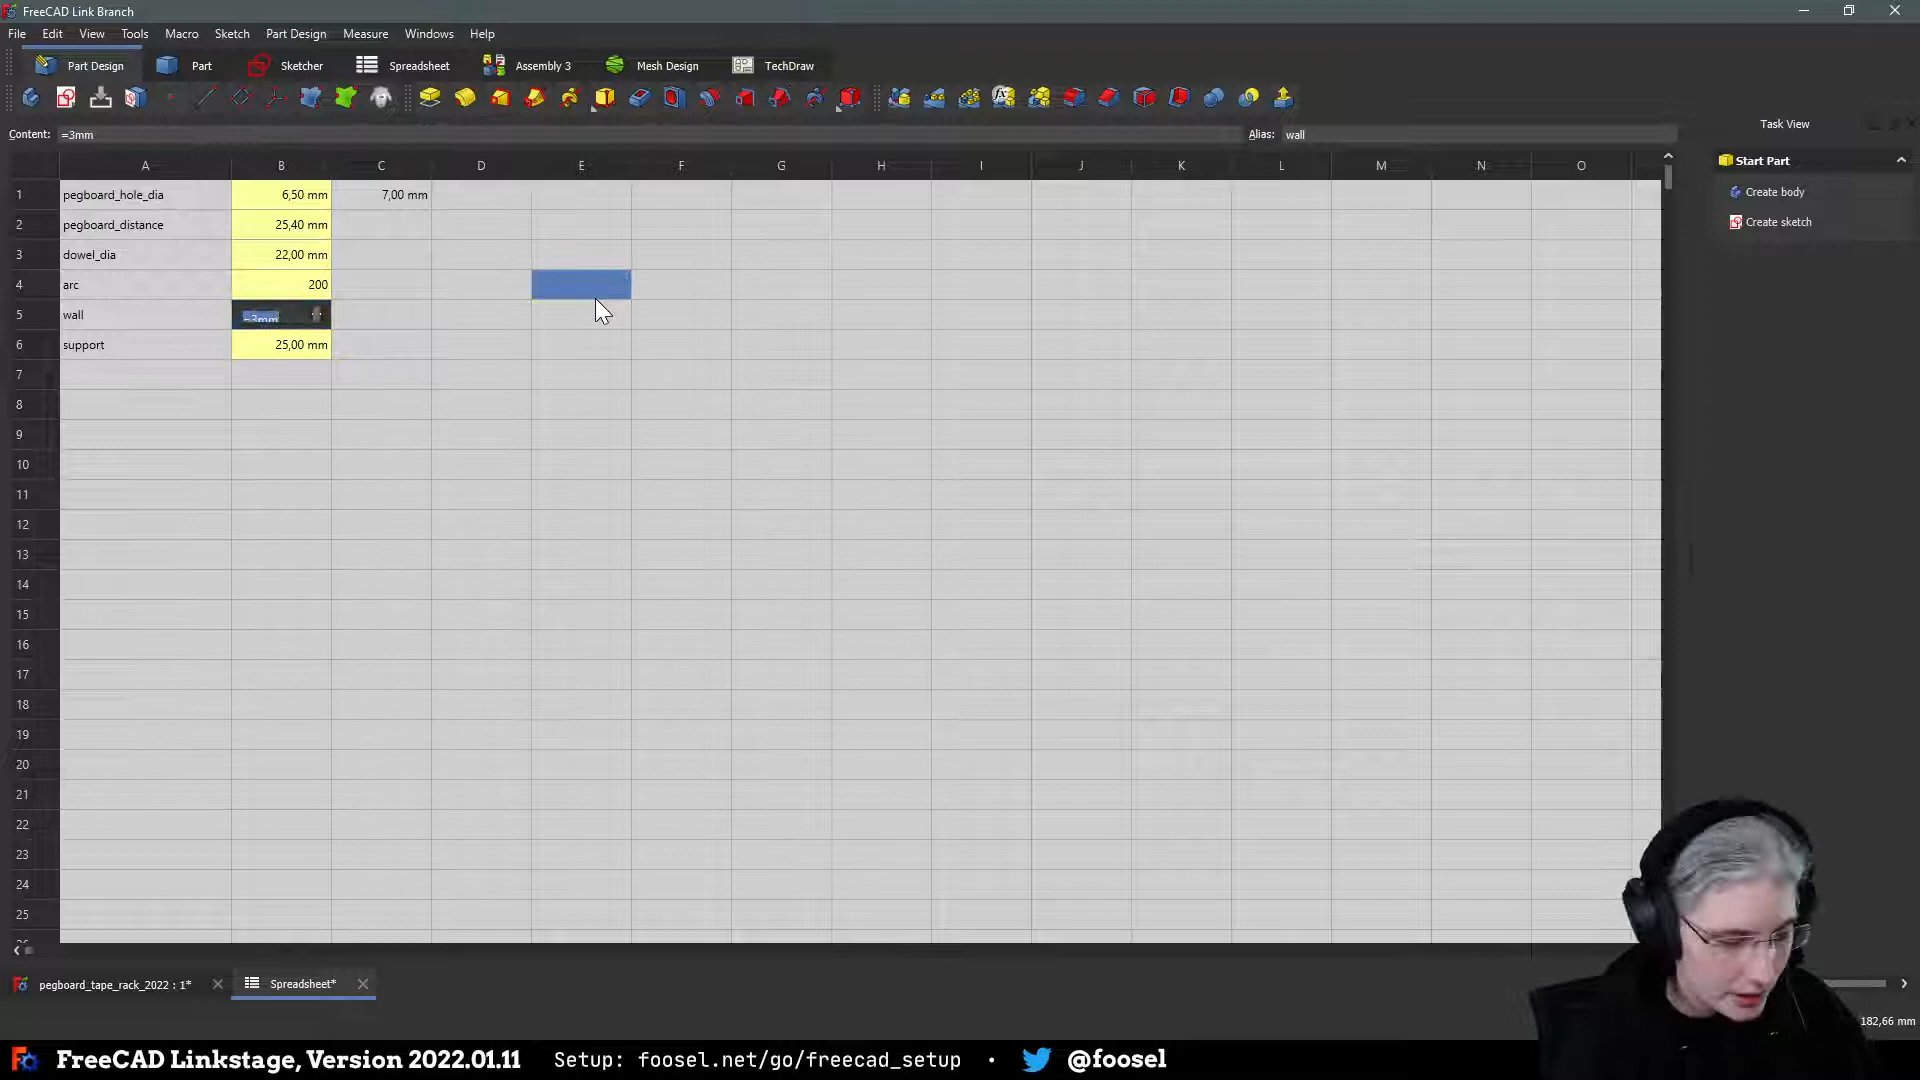 FreeCAD Link Branch
File Edit View Tools Macro Sketch Part Design Measure Windows Help
Part Design Part Sketcher Spreadsheet Assembly 3 Mesh Design TechDraw
Content: =3mm Alias: wall
Task View
Start Part
Create body
Create sketch
A B C D E F G H I J K L M N O
1 pegboard_hole_dia 6,50 mm 7,00 mm
2 pegboard_distance 25,40 mm
3 dowel_dia 22,00 mm
4 arc 200
5 wall =3mm
6 support 25,00 mm
7
8
9
10
11
12
13
14
15
16
17
18
19
20
21
22
23
24
25
pegboard_tape_rack_2022 : 1* Spreadsheet*
182,66 mm
FreeCAD Linkstage, Version 2022.01.11 Setup: foosel.net/go/freecad_setup • @foosel